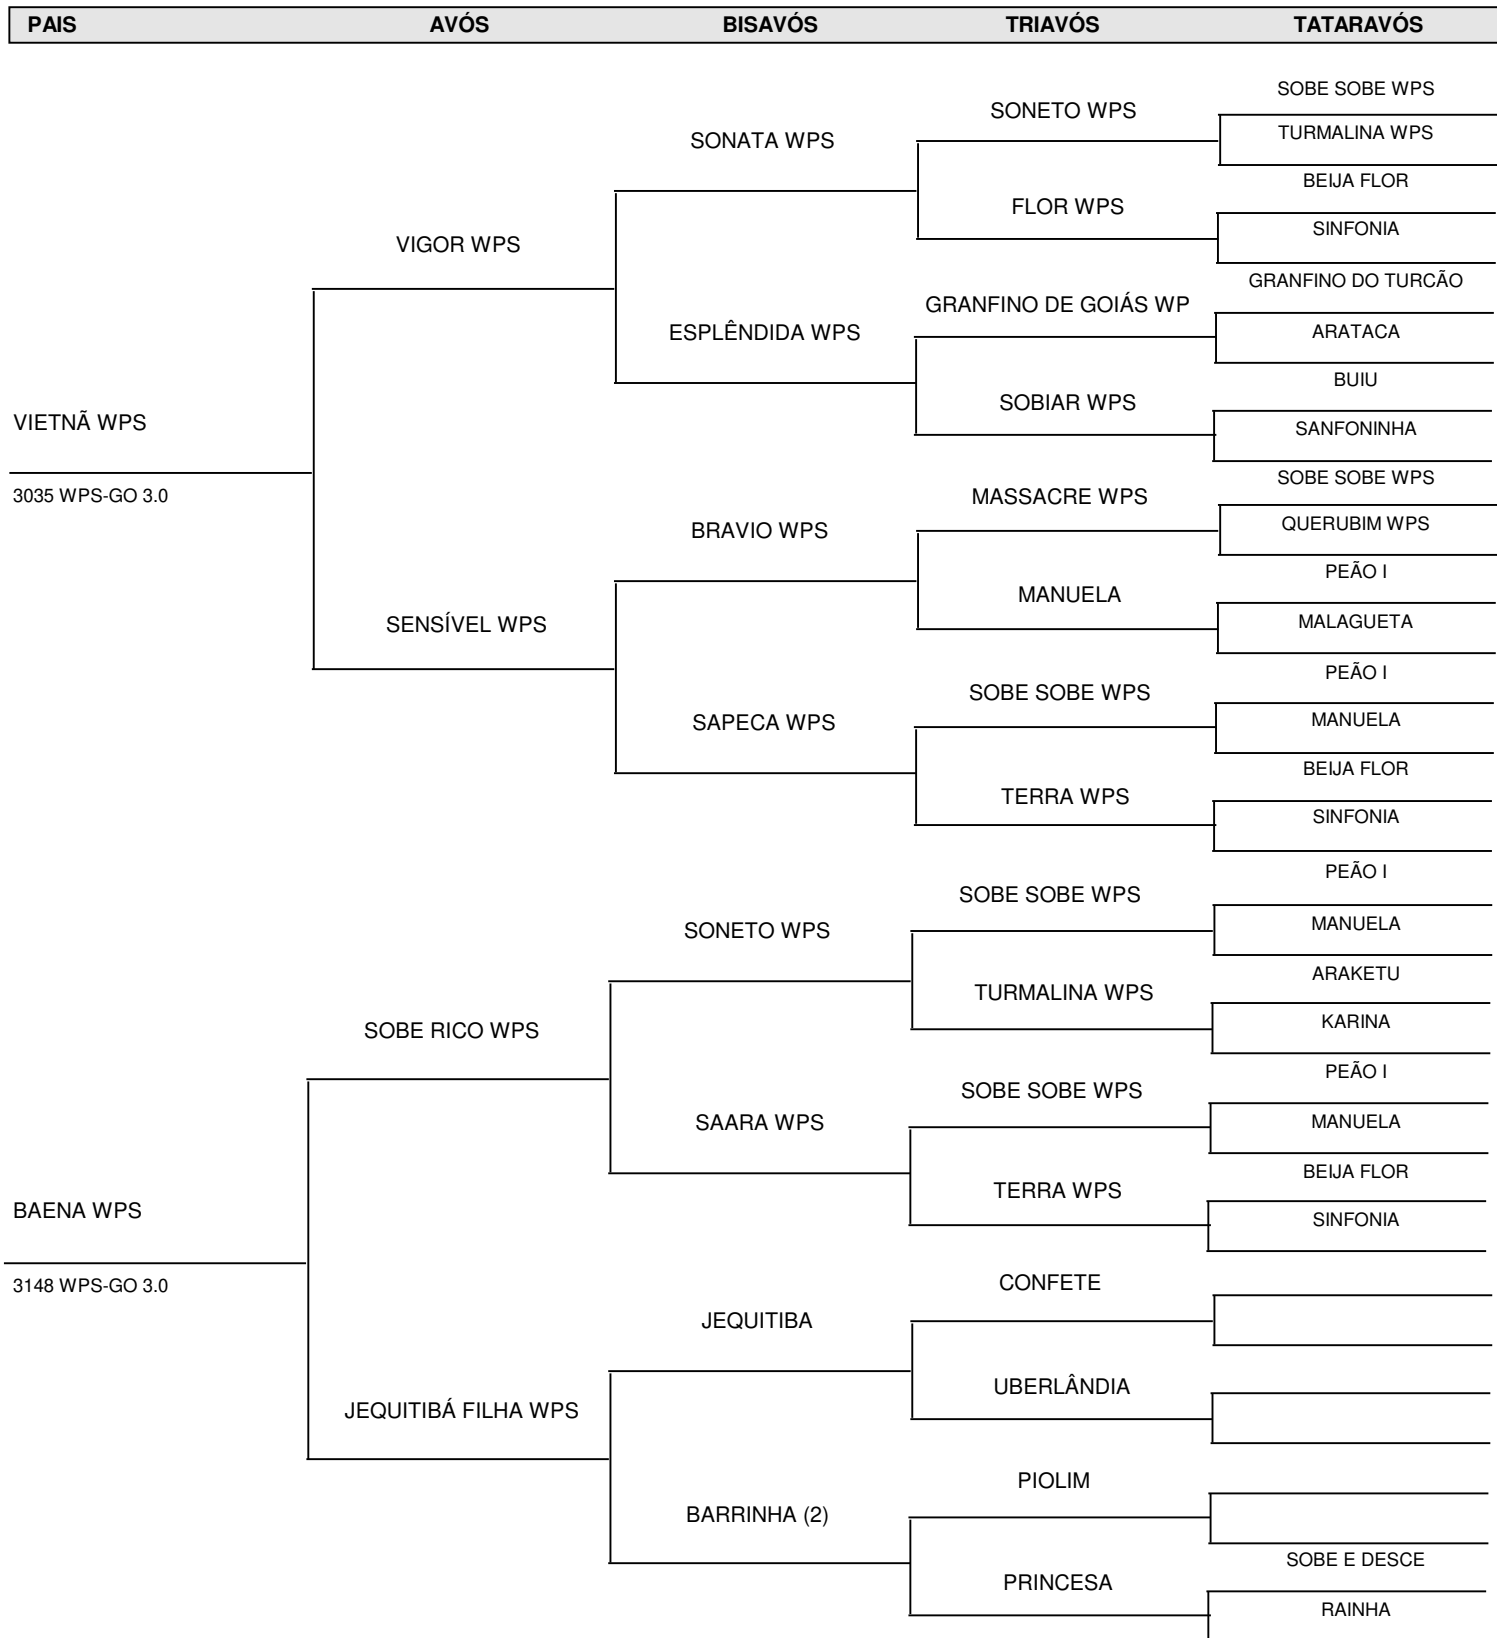 PAIS AVÓS BISAVÓS TRIAVÓS TATARAVÓS
SOBE SOBE WPS
SONETO WPS
TURMALINA WPS
SONATA WPS
BEIJA FLOR
FLOR WPS
SINFONIA
VIGOR WPS
GRANFINO DO TURCÃO
GRANFINO DE GOIÁS WP
ARATACA
ESPLÊNDIDA WPS
BUIU
SOBIAR WPS
SANFONINHA
VIETNÃ WPS
3035 WPS-GO 3.0
SOBE SOBE WPS
MASSACRE WPS
QUERUBIM WPS
BRAVIO WPS
PEÃO I
MANUELA
MALAGUETA
SENSÍVEL WPS
PEÃO I
SOBE SOBE WPS
MANUELA
SAPECA WPS
BEIJA FLOR
TERRA WPS
SINFONIA
PEÃO I
SOBE SOBE WPS
MANUELA
SONETO WPS
ARAKETU
TURMALINA WPS
KARINA
SOBE RICO WPS
PEÃO I
SOBE SOBE WPS
MANUELA
SAARA WPS
BEIJA FLOR
TERRA WPS
SINFONIA
BAENA WPS
3148 WPS-GO 3.0
CONFETE
JEQUITIBA
UBERLÂNDIA
JEQUITIBÁ FILHA WPS
PIOLIM
BARRINHA (2)
SOBE E DESCE
PRINCESA
RAINHA